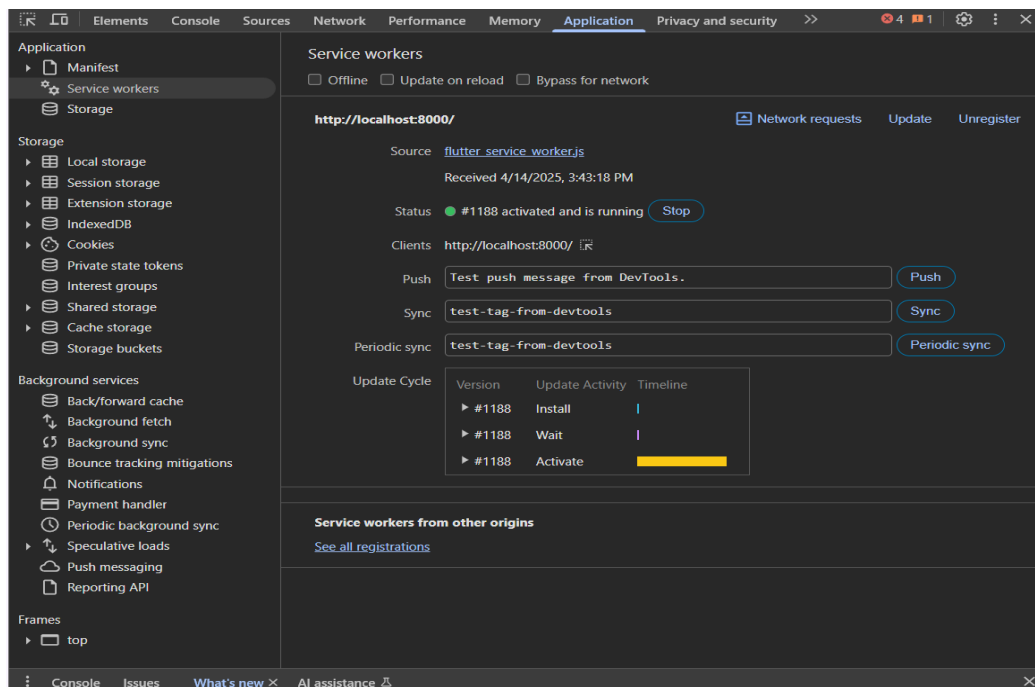 Elements Console Sources Network Performance Memory Application Privacy and security >> 4 1
Application
Manifest
Service workers
Storage
Storage
Local storage
Session storage
Extension storage
IndexedDB
Cookies
Private state tokens
Interest groups
Shared storage
Cache storage
Storage buckets
Background services
Back/forward cache
Background fetch
Background sync
Bounce tracking mitigations
Notifications
Payment handler
Periodic background sync
Speculative loads
Push messaging
Reporting API
Frames
top
Service workers
Offline Update on reload Bypass for network
http://localhost:8000/ Network requests Update Unregister
Source flutter_service_worker.js
Received 4/14/2025, 3:43:18 PM
Status #1188 activated and is running Stop
Clients http://localhost:8000/
Push Test push message from DevTools. Push
Sync test-tag-from-devtools Sync
Periodic sync test-tag-from-devtools Periodic sync
Update Cycle Version Update Activity Timeline
#1188 Install
#1188 Wait
#1188 Activate
Service workers from other origins
See all registrations
Console Issues What's new AI assistance